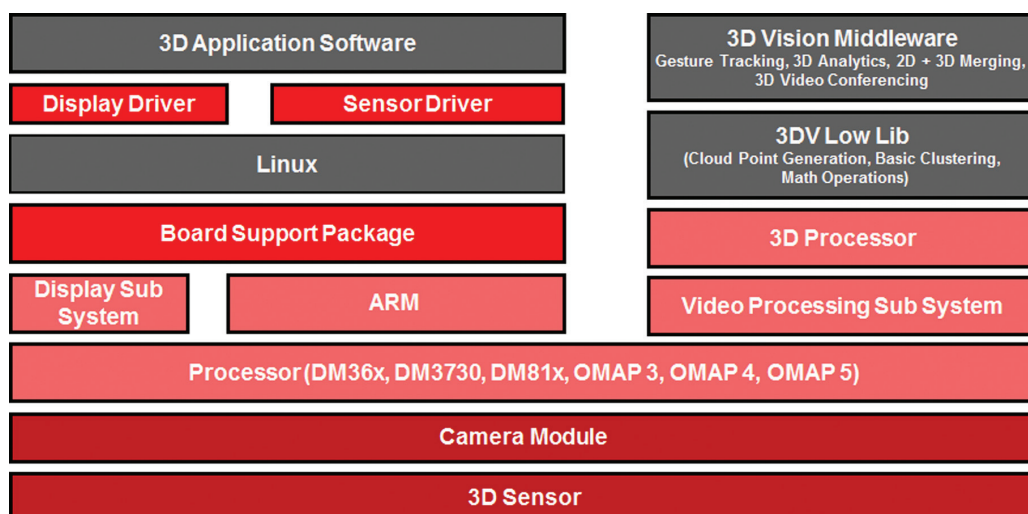 3D Application Software
Display Driver
Sensor Driver
Linux
Board Support Package
Display Sub
System
ARM
3D Vision Middleware
Gesture Tracking, 3D Analytics, 2D + 3D Merging,
3D Video Conferencing
3DV Low Lib
(Cloud Point Generation, Basic Clustering,
Math Operations)
3D Processor
Video Processing Sub System
Processor (DM36x, DM3730, DM81x, OMAP 3, OMAP 4, OMAP 5)
Camera Module
3D Sensor